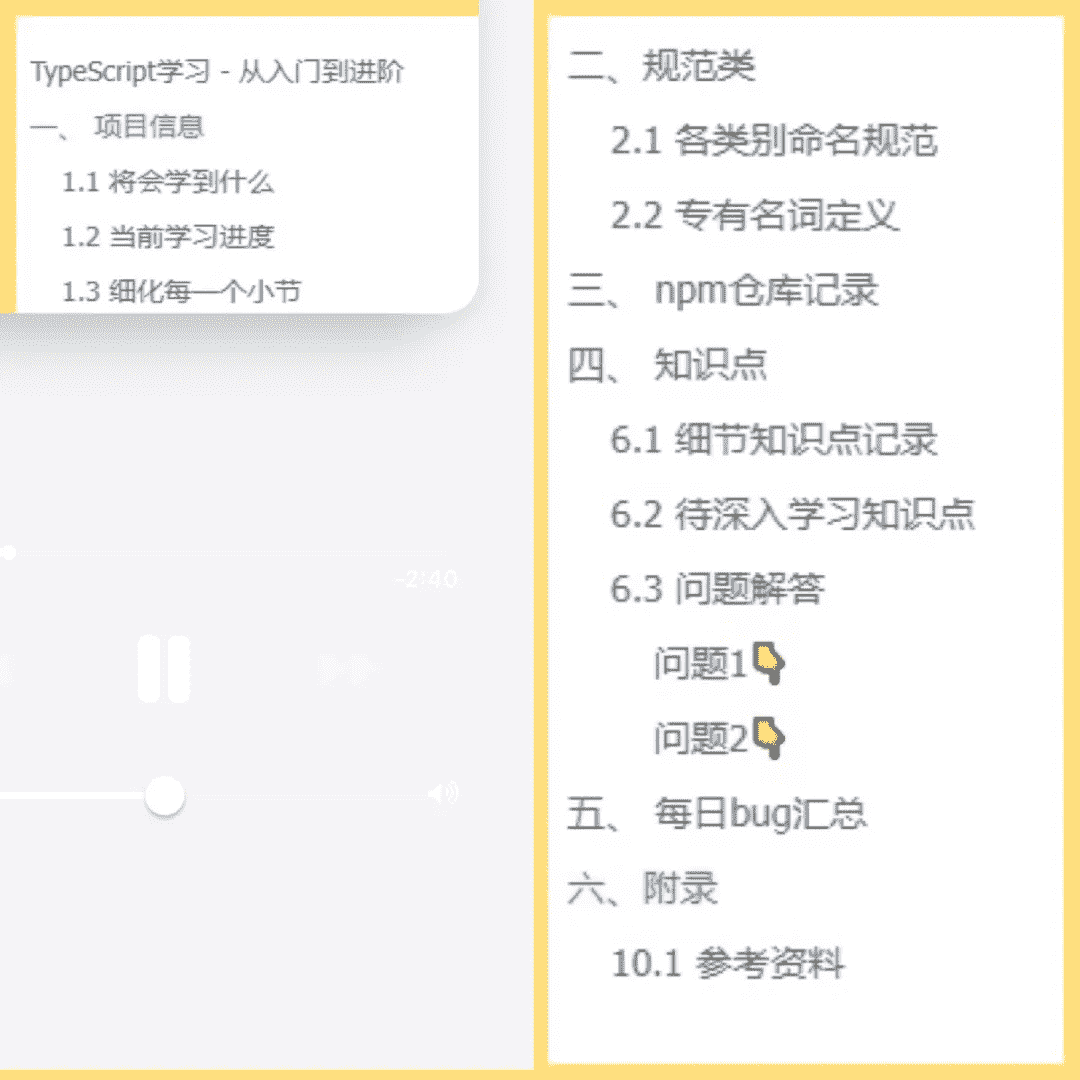 TypeScript学习 - 从入门到进阶
一、 项目信息
1.1 将会学到什么
1.2 当前学习进度
1.3 细化每一个小节
-2:40
二、规范类
2.1 各类别命名规范
2.2 专有名词定义
三、 npm仓库记录
四、 知识点
6.1 细节知识点记录
6.2 待深入学习知识点
6.3 问题解答
问题1👇
问题2👇
五、 每日bug汇总
六、附录
10.1 参考资料